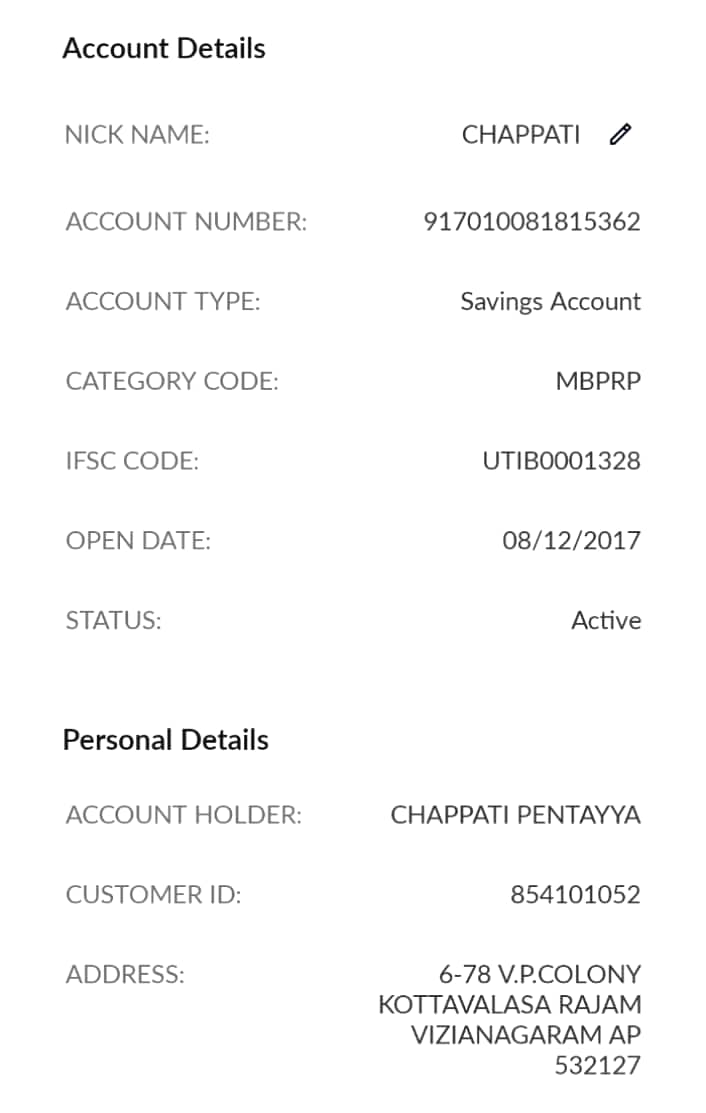 Account Details
NICK NAME: CHAPPATI
ACCOUNT NUMBER: 917010081815362
ACCOUNT TYPE: Savings Account
CATEGORY CODE: MBPRP
IFSC CODE: UTIB0001328
OPEN DATE: 08/12/2017
STATUS: Active
Personal Details
ACCOUNT HOLDER: CHAPPATI PENTAYYA
CUSTOMER ID: 854101052
ADDRESS: 6-78 V.P.COLONY
KOTTAVALASA RAJAM
VIZIANAGARAM AP
532127